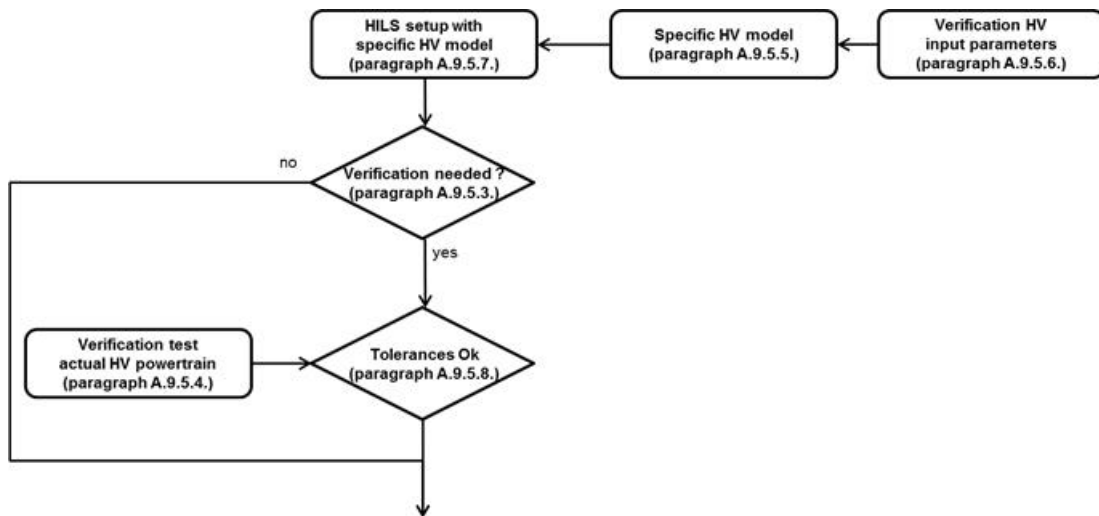 HILS setup with
specific HV model
(paragraph A.9.5.7.)
Specific HV model
(paragraph A.9.5.5.)
Verification HV
input parameters
(paragraph A.9.5.6.)
no
Verification needed ?
(paragraph A.9.5.3.)
yes
Verification test
actual HV powertrain
(paragraph A.9.5.4.)
Tolerances Ok
(paragraph A.9.5.8.)